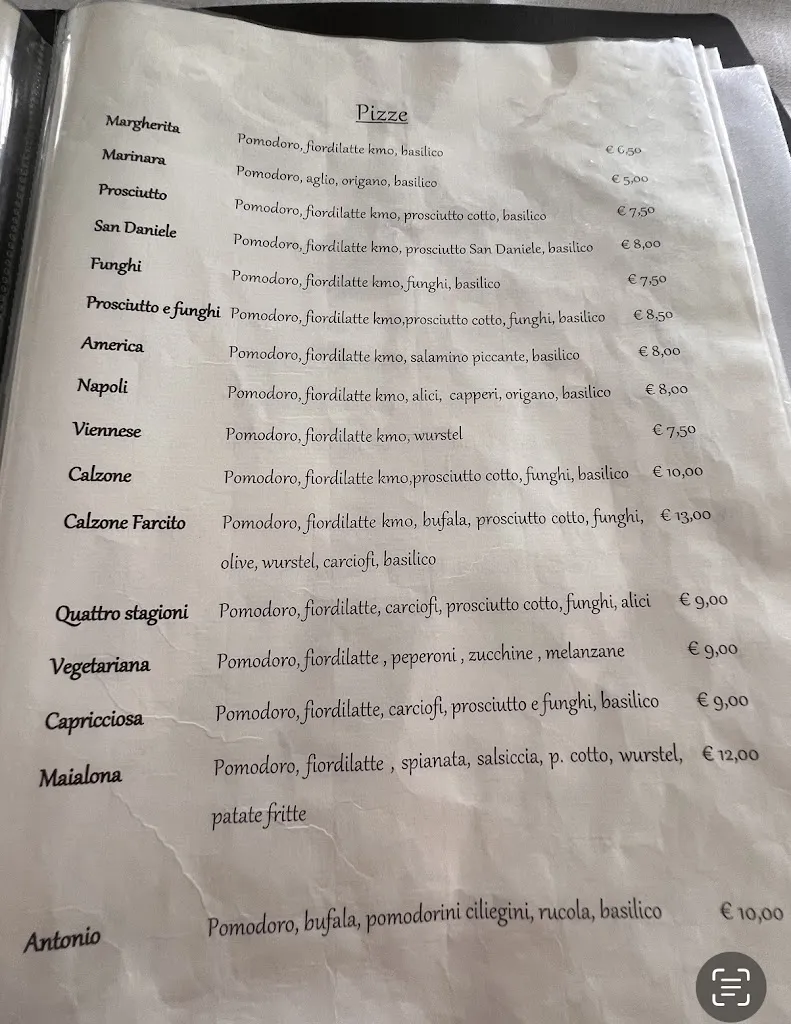 Pizze
Margherita Pomodoro, fiordilatte kmo, basilico € 6,50
Marinara Pomodoro, aglio, origano, basilico € 5,00
Prosciutto Pomodoro, fiordilatte kmo, prosciutto cotto, basilico € 7,50
San Daniele Pomodoro, fiordilatte kmo, prosciutto San Daniele, basilico € 8,00
Funghi Pomodoro, fiordilatte kmo, funghi, basilico € 7,50
Prosciutto e funghi Pomodoro, fiordilatte kmo,prosciutto cotto, funghi, basilico € 8,50
America Pomodoro, fiordilatte kmo, salamino piccante, basilico € 8,00
Napoli Pomodoro, fiordilatte kmo, alici, capperi, origano, basilico € 8,00
Viennese Pomodoro, fiordilatte kmo, wurstel € 7,50
Calzone Pomodoro, fiordilatte kmo,prosciutto cotto, funghi, basilico € 10,00
Calzone Farcito Pomodoro, fiordilatte kmo, bufala, prosciutto cotto, funghi, € 13,00
olive, wurstel, carciofi, basilico
Quattro stagioni Pomodoro, fiordilatte, carciofi, prosciutto cotto, funghi, alici € 9,00
Vegetariana Pomodoro, fiordilatte , peperoni , zucchine , melanzane € 9,00
Capricciosa Pomodoro, fiordilatte, carciofi, prosciutto e funghi, basilico € 9,00
Maialona Pomodoro, fiordilatte , spianata, salsiccia, p. cotto, wurstel, € 12,00
patate fritte
Antonio Pomodoro, bufala, pomodorini ciliegini, rucola, basilico € 10,00